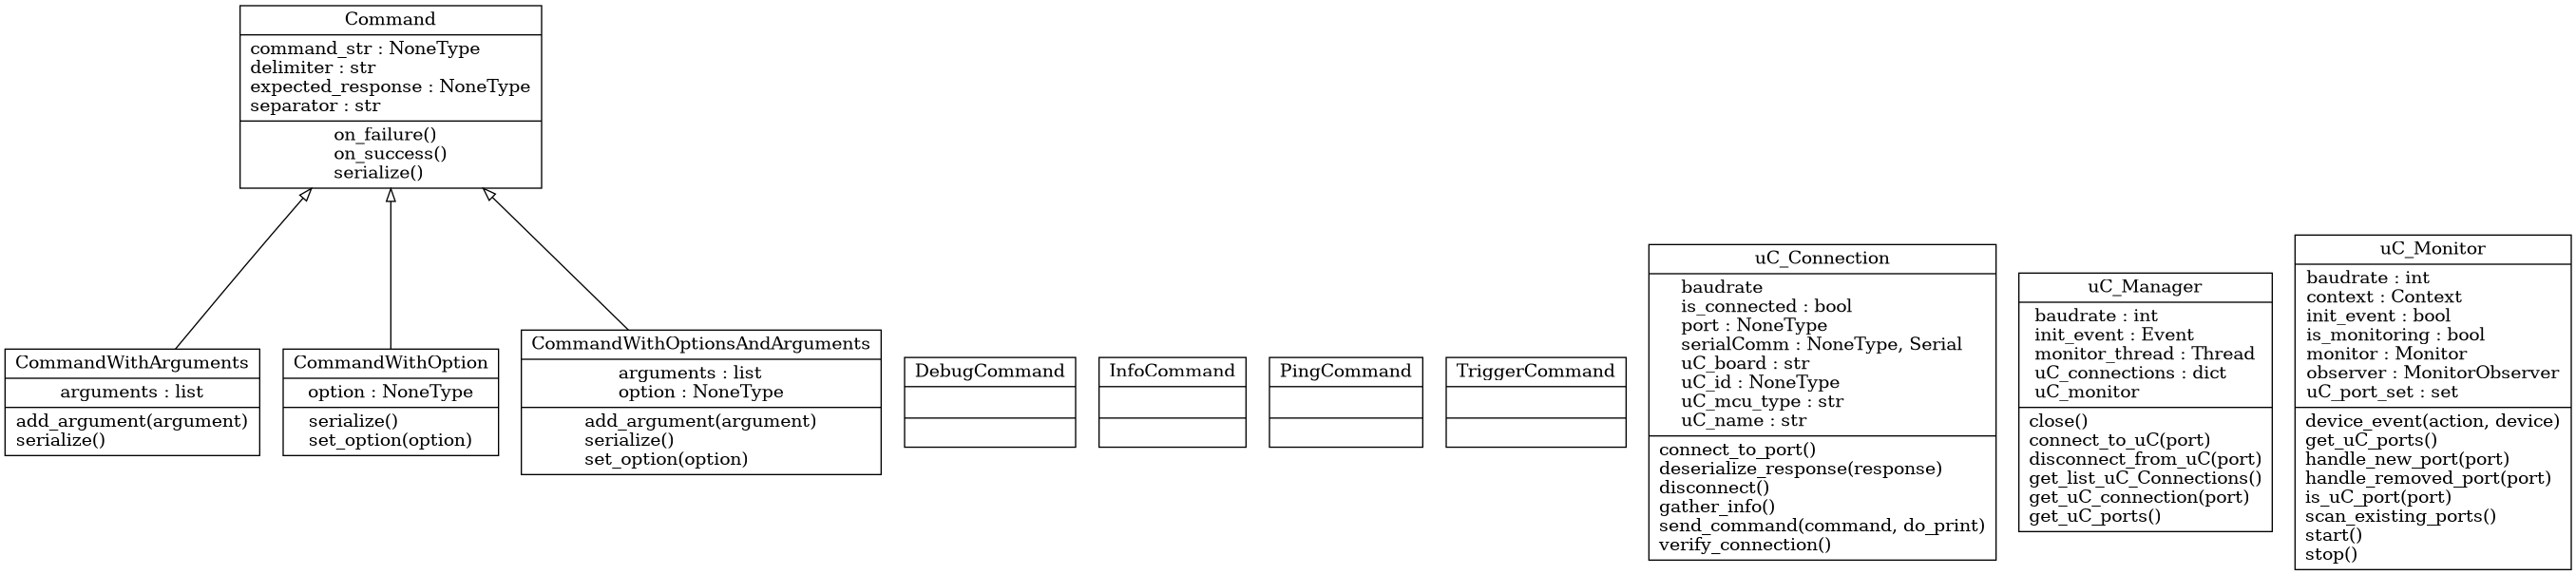 Command
command_str : NoneType
delimiter : str
expected_response : NoneType
separator : str
on_failure()
on_success()
serialize()
CommandWithArguments
arguments : list
add_argument(argument)
serialize()
CommandWithOption
option : NoneType
serialize()
set_option(option)
CommandWithOptionsAndArguments
arguments : list
option : NoneType
add_argument(argument)
serialize()
set_option(option)
DebugCommand
InfoCommand
PingCommand
TriggerCommand
uC_Connection
baudrate
is_connected : bool
port : NoneType
serialComm : NoneType, Serial
uC_board : str
uC_id : NoneType
uC_mcu_type : str
uC_name : str
connect_to_port()
deserialize_response(response)
disconnect()
gather_info()
send_command(command, do_print)
verify_connection()
uC_Manager
baudrate : int
init_event : Event
monitor_thread : Thread
uC_connections : dict
uC_monitor
close()
connect_to_uC(port)
disconnect_from_uC(port)
get_list_uC_Connections()
get_uC_connection(port)
get_uC_ports()
uC_Monitor
baudrate : int
context : Context
init_event : bool
is_monitoring : bool
monitor : Monitor
observer : MonitorObserver
uC_port_set : set
device_event(action, device)
get_uC_ports()
handle_new_port(port)
handle_removed_port(port)
is_uC_port(port)
scan_existing_ports()
start()
stop()